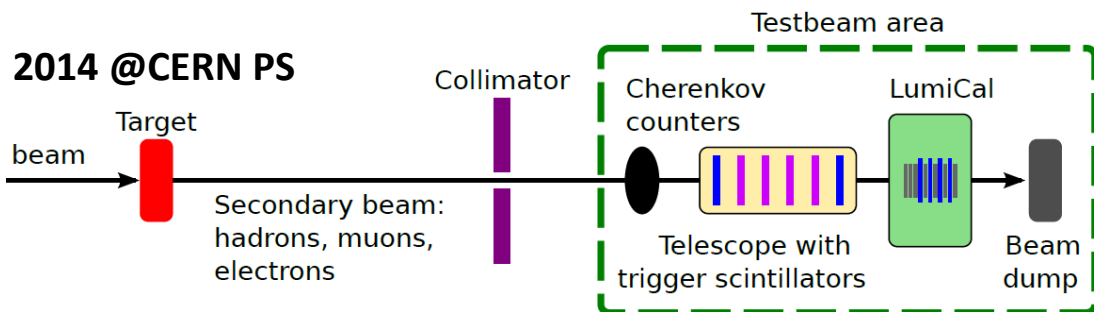 Testbeam area
2014 @CERN PS
Collimator
Cherenkov
counters
LumiCal
Target
beam
Secondary beam:
hadrons, muons,
electrons
Telescope with
trigger scintillators
Beam
dump